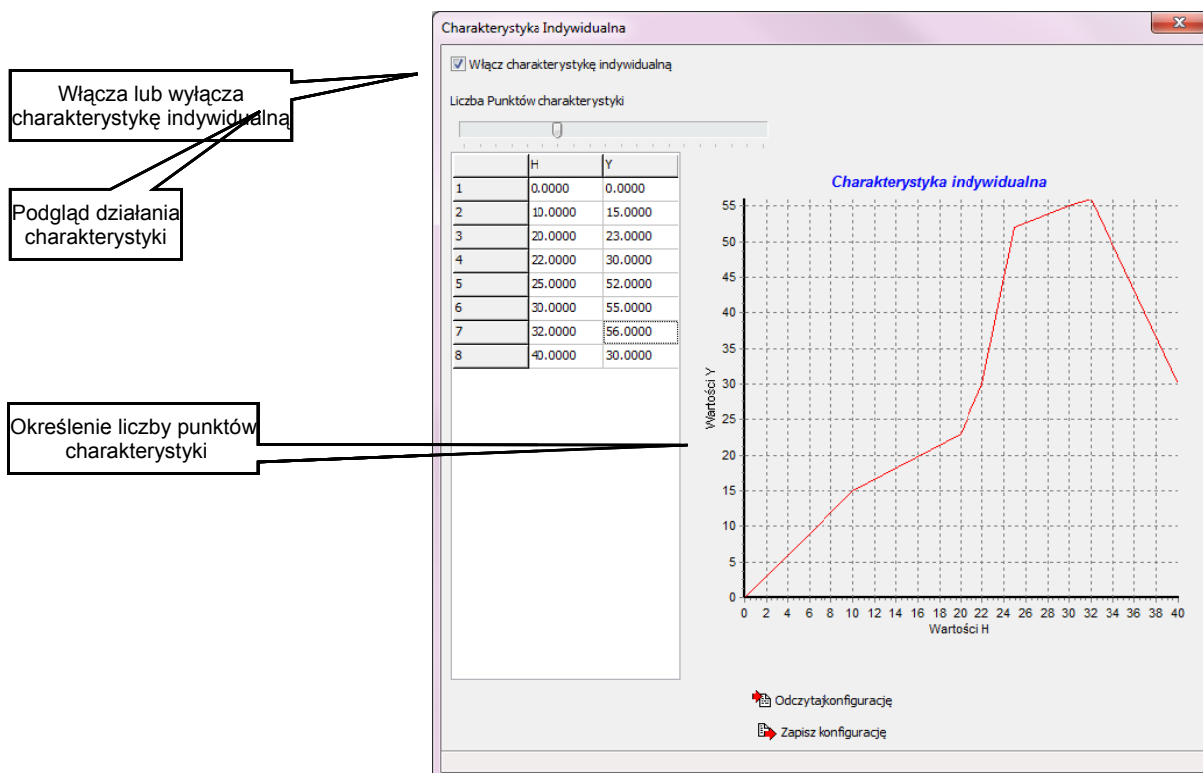 Charakterystyka Indywidualna
x
Włącz charakterystykę indywidualną
Liczba Punktów charakterystyki
Włącza lub wyłącza
charakterystykę indywidualną
Podgląd działania
charakterystyki
Określenie liczby punktów
charakterystyki
H Y
1 0.0000 0.0000
2 10.0000 15.0000
3 20.0000 23.0000
4 22.0000 30.0000
5 25.0000 52.0000
6 30.0000 55.0000
7 32.0000 56.0000
8 40.0000 30.0000
Charakterystyka indywidualna
Wartości Y
55
50
45
40
35
30
25
20
15
10
5
0
0 2 4 6 8 10 12 14 16 18 20 22 24 26 28 30 32 34 36 38 40
Wartości H
Odczytajkonfigurację
Zapisz konfigurację